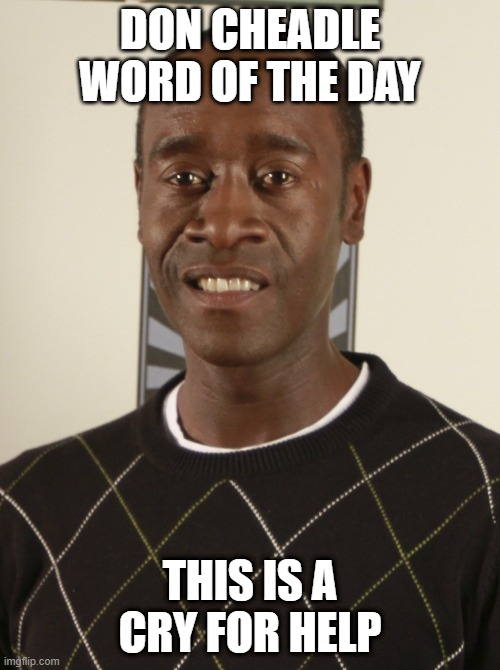 DON CHEADLE
WORD OF THE DAY
THIS IS A
CRY FOR HELP
imgflip.com